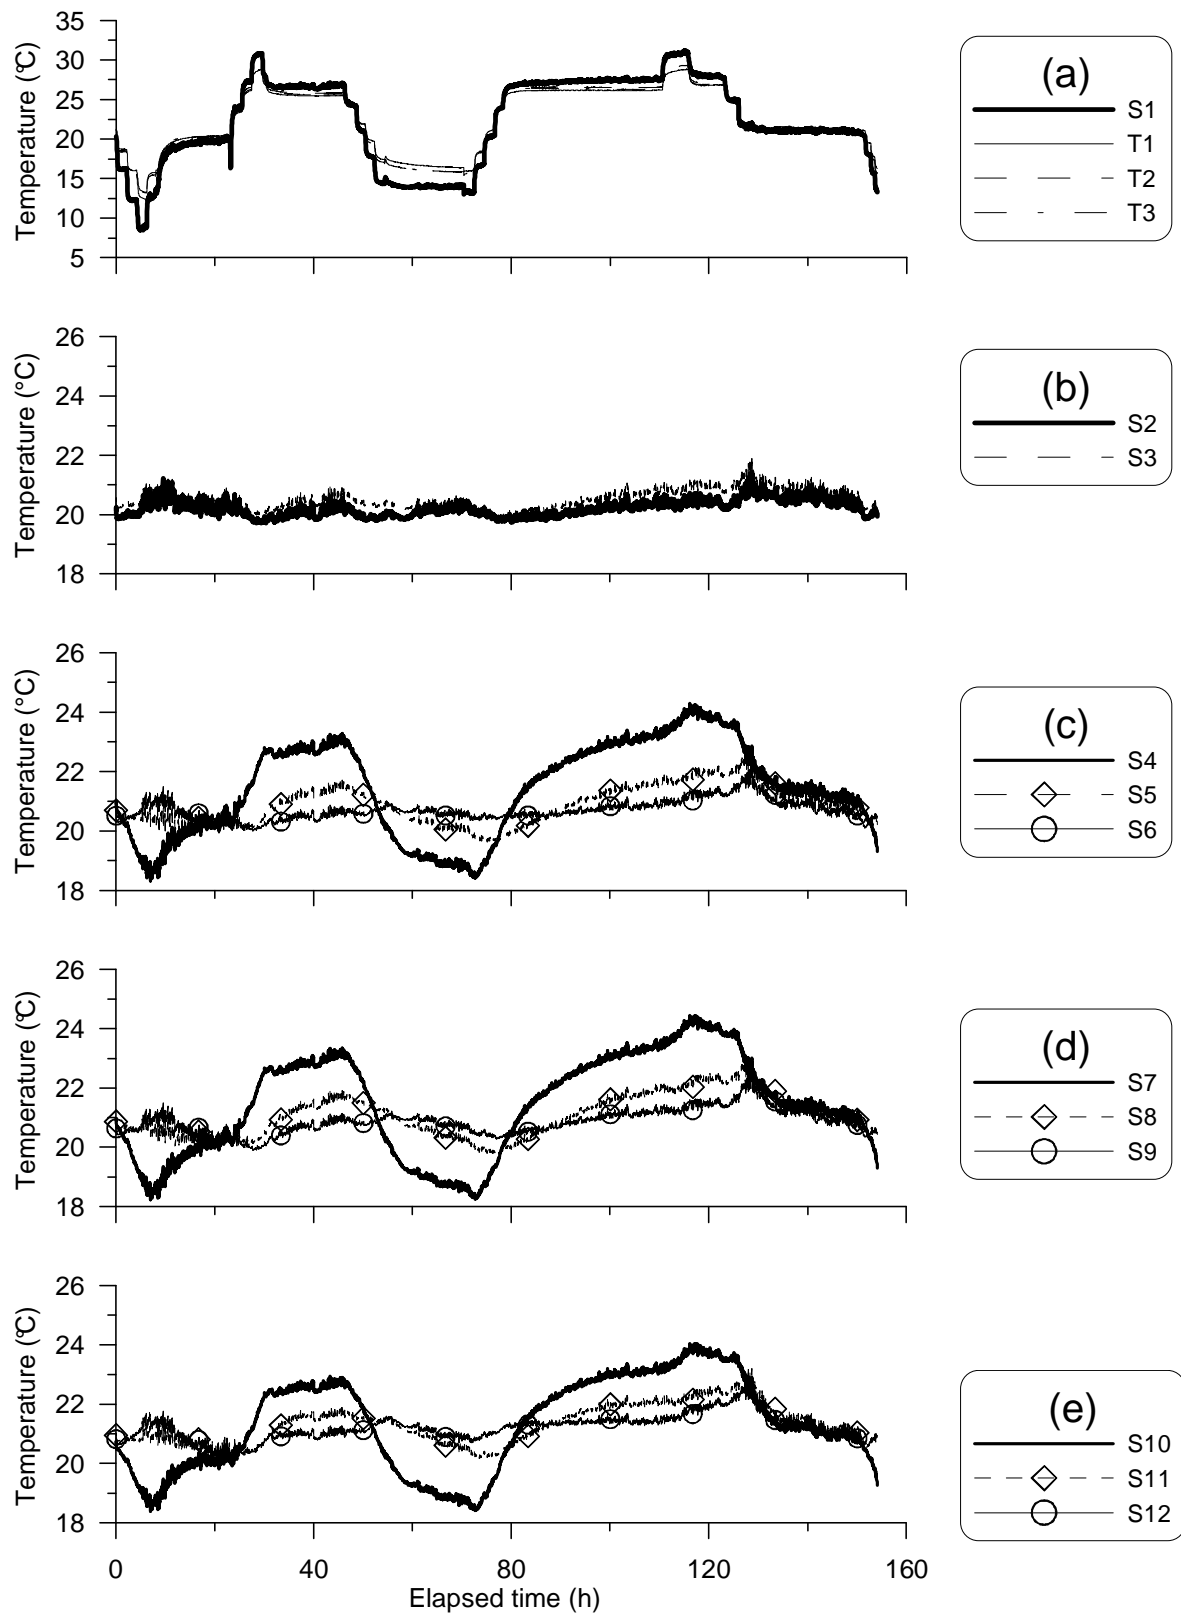 35
30
25
20
15
10
5
Temperature (°C)
(a)
S1
T1
T2
T3
26
24
22
20
18
Temperature (°C)
(b)
S2
S3
26
24
22
20
18
Temperature (°C)
(c)
S4
S5
S6
26
24
22
20
18
Temperature (°C)
(d)
S7
S8
S9
26
24
22
20
18
Temperature (°C)
(e)
S10
S11
S12
0 40 80 120 160
Elapsed time (h)